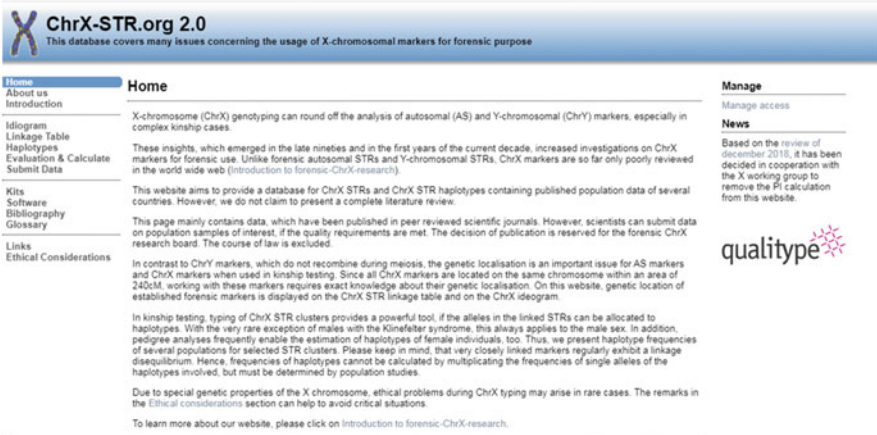 ChrX-STR.org 2.0
This database covers many issues concerning the usage of X-chromosomal markers for forensic purpose
Home
About us
Introduction
Idiogram
Linkage Table
Haplotypes
Evaluation & Calculate
Submit Data
Kits
Software
Bibliography
Glossary
Links
Ethical Considerations
Home
X-chromosome (ChrX) genotyping can round off the analysis of autosomal (AS) and Y-chromosomal (ChrY) markers, especially in
complex kinship cases.
These insights, which emerged in the late nineties and in the first years of the current decade, increased investigations on ChrX
markers for forensic use. Unlike forensic autosomal STRs and Y-chromosomal STRs, ChrX markers are so far only poorly reviewed
in the world wide web (Introduction to forensic-ChrX-research).
This website aims to provide a database for ChrX STRs and ChrX STR haplotypes containing published population data of several
countries. However, we do not claim to present a complete literature review.
This page mainly contains data, which have been published in peer reviewed scientific journals. However, scientists can submit data
on population samples of interest, if the quality requirements are met. The decision of publication is reserved for the forensic ChrX
research board. The course of law is excluded.
In contrast to ChrY markers, which do not recombine during meiosis, the genetic localisation is an important issue for AS markers
and ChrX markers when used in kinship testing. Since all ChrX markers are located on the same chromosome within an area of
240cM, working with these markers requires exact knowledge about their genetic localisation. On this website, genetic location of
established forensic markers is displayed on the ChrX STR linkage table and on the ChrX ideogram.
In kinship testing, typing of ChrX STR clusters provides a powerful tool, if the alleles in the linked STRs can be allocated to
haplotypes. With the very rare exception of males with the Klinefelter syndrome, this always applies to the male sex. In addition,
pedigree analyses frequently enable the estimation of haplotypes of female individuals, too. Thus, we present haplotype frequencies
of several populations for selected STR clusters. Please keep in mind, that very closely linked markers regularly exhibit a linkage
disequilibrium. Hence, frequencies of haplotypes cannot be calculated by multiplicating the frequencies of single alleles of the
haplotypes involved, but must be determined by population studies.
Due to special genetic properties of the X chromosome, ethical problems during ChrX typing may arise in rare cases. The remarks in
the Ethical considerations section can help to avoid critical situations.
To learn more about our website, please click on Introduction to forensic-ChrX-research.
Manage
Manage access
News
Based on the review of
december 2018, it has been
decided in cooperation with
the X working group to
remove the PI calculation
from this website.
qualitype